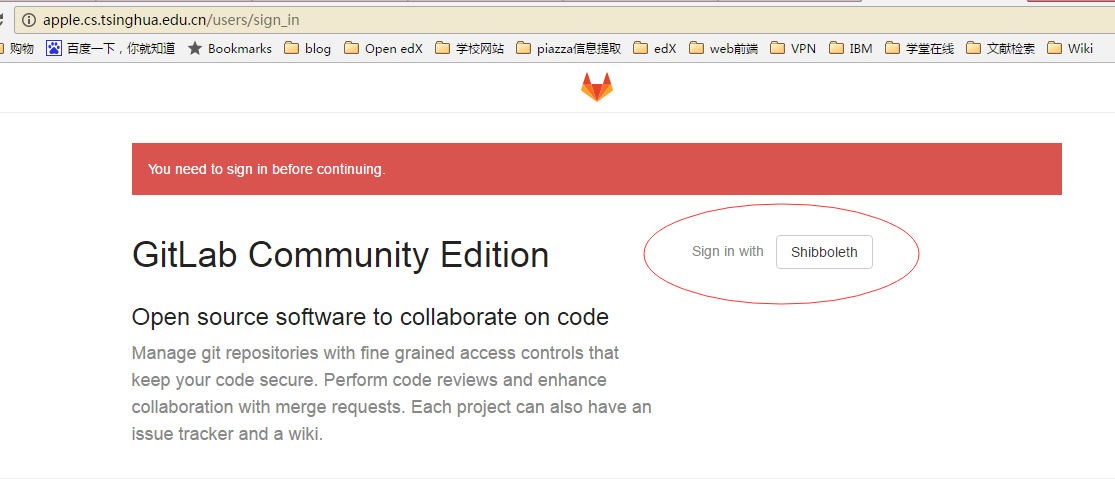 apple.cs.tsinghua.edu.cn/users/sign_in
购物 百度一下，你就知道 Bookmarks blog Open edX 学校网站 piazza信息提取 edX web前端 VPN IBM 学堂在线 文献检索 Wiki
You need to sign in before continuing.
GitLab Community Edition
Sign in with Shibboleth
Open source software to collaborate on code
Manage git repositories with fine grained access controls that
keep your code secure. Perform code reviews and enhance
collaboration with merge requests. Each project can also have an
issue tracker and a wiki.